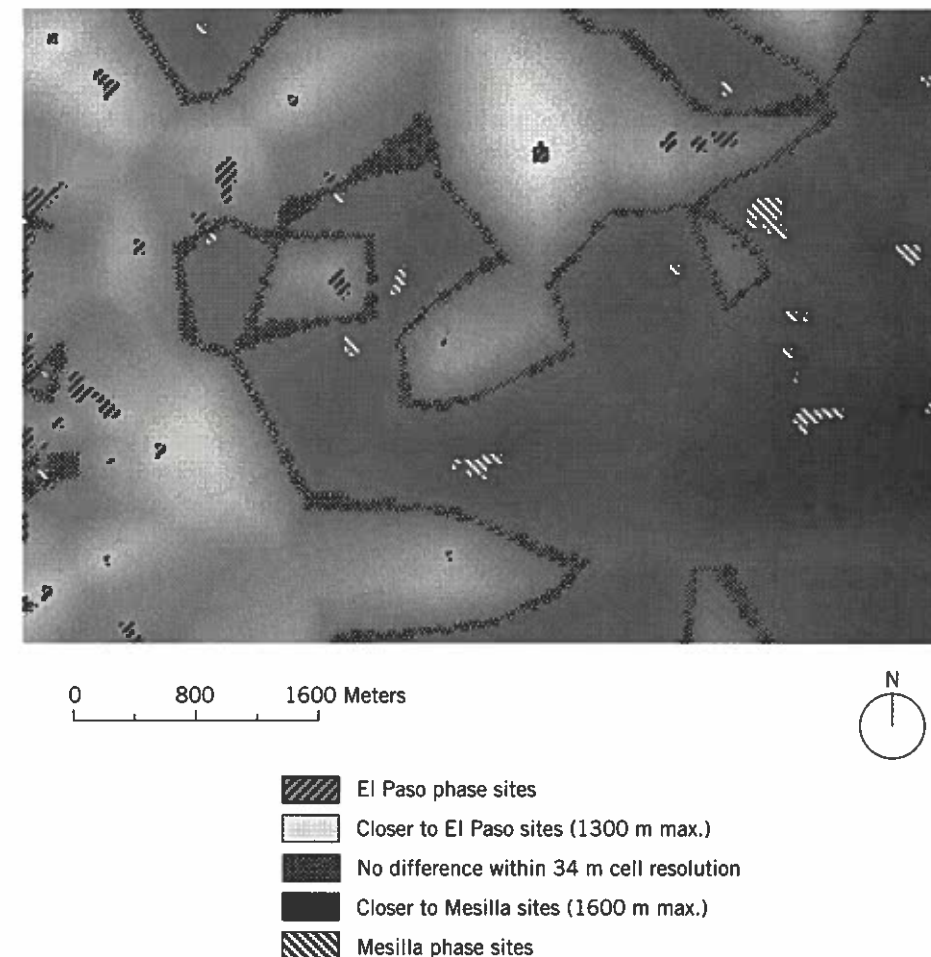 0 800 1600 Meters
N
El Paso phase sites
Closer to El Paso sites (1300 m max.)
No difference within 34 m cell resolution
Closer to Mesilla sites (1600 m max.)
Mesilla phase sites